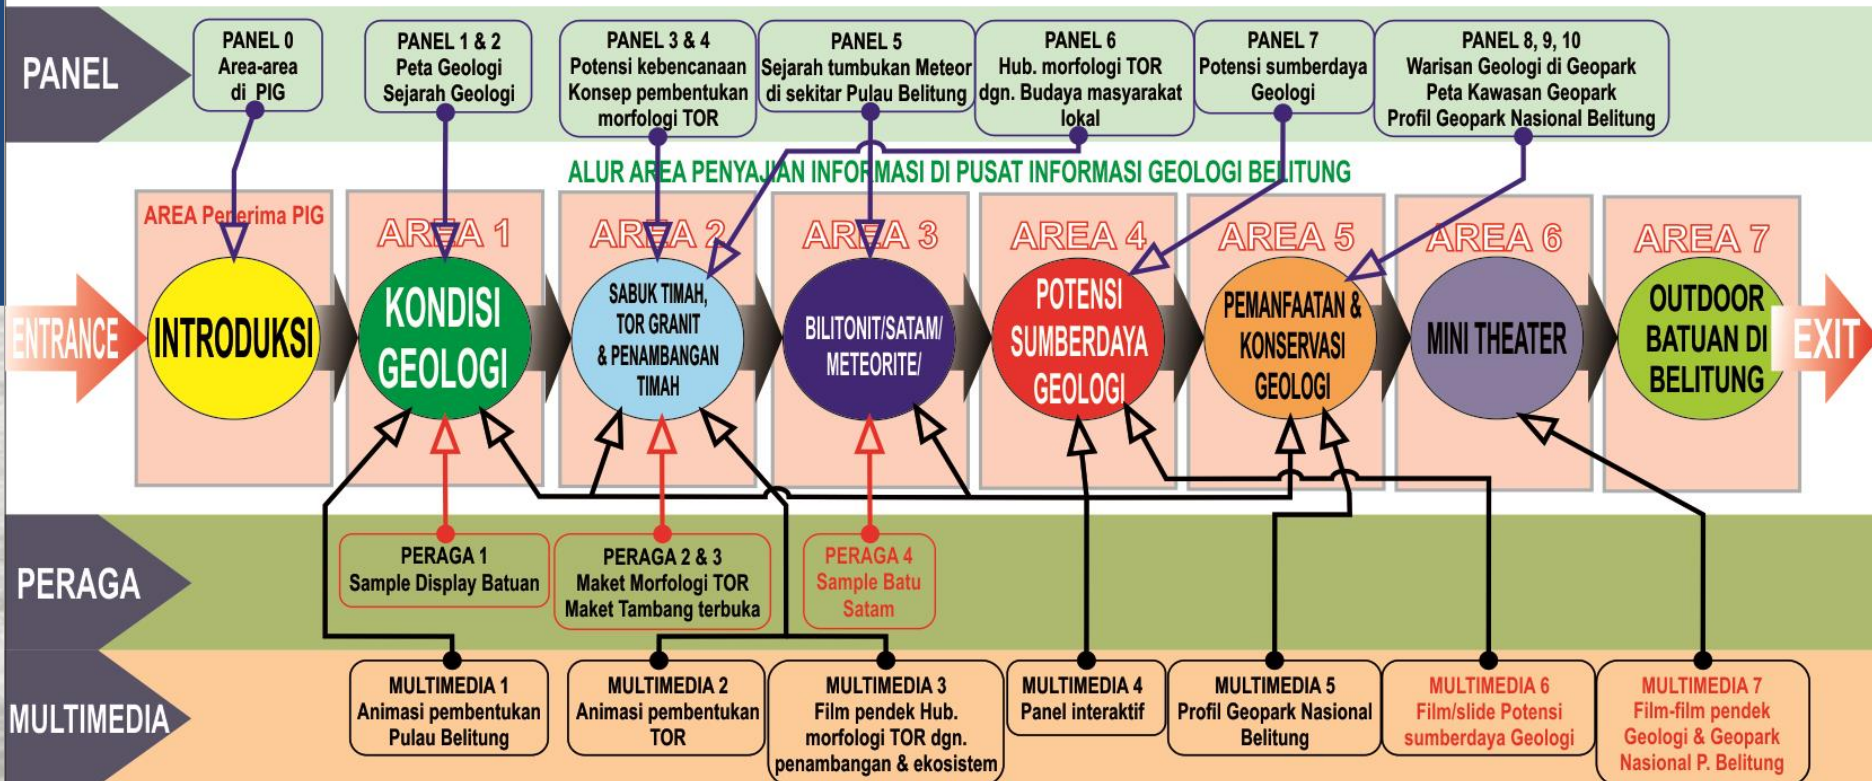 PANEL
PANEL 0
Area-area
di PIG
PANEL 1 & 2
Peta Geologi
Sejarah Geologi
PANEL 3 & 4
Potensi kebencanaan
Konsep pembentukan
morfologi TOR
PANEL 5
Sejarah tumbukan Meteor
di sekitar Pulau Belitung
PANEL 6
Hub. morfologi TOR
dgn. Budaya masyarakat
lokal
PANEL 7
Potensi sumberdaya
Geologi
PANEL 8, 9, 10
Warisan Geologi di Geopark
Peta Kawasan Geopark
Profil Geopark Nasional Belitung
ALUR AREA PENYAJIAN INFORMASI DI PUSAT INFORMASI GEOLOGI BELITUNG
ENTRANCE
AREA Penerima PIG
INTRODUKSI
AREA 1
KONDISI
GEOLOGI
AREA 2
SABUK TIMAH,
TOR GRANIT
& PENAMBANGAN
TIMAH
AREA 3
BILITONIT/SATAM/
METEORITE/
AREA 4
POTENSI
SUMBERDAYA
GEOLOGI
AREA 5
PEMANFAATAN &
KONSERVASI
GEOLOGI
AREA 6
MINI THEATER
AREA 7
OUTDOOR
BATUAN DI
BELITUNG
EXIT
PERAGA
PERAGA 1
Sample Display Batuan
PERAGA 2 & 3
Maket Morfologi TOR
Maket Tambang terbuka
PERAGA 4
Sample Batu
Satam
MULTIMEDIA
MULTIMEDIA 1
Animasi pembentukan
Pulau Belitung
MULTIMEDIA 2
Animasi pembentukan
TOR
MULTIMEDIA 3
Film pendek Hub.
morfologi TOR dgn.
penambangan & ekosistem
MULTIMEDIA 4
Panel interaktif
MULTIMEDIA 5
Profil Geopark Nasional
Belitung
MULTIMEDIA 6
Film/slide Potensi
sumberdaya Geologi
MULTIMEDIA 7
Film-film pendek
Geologi & Geopark
Nasional P. Belitung